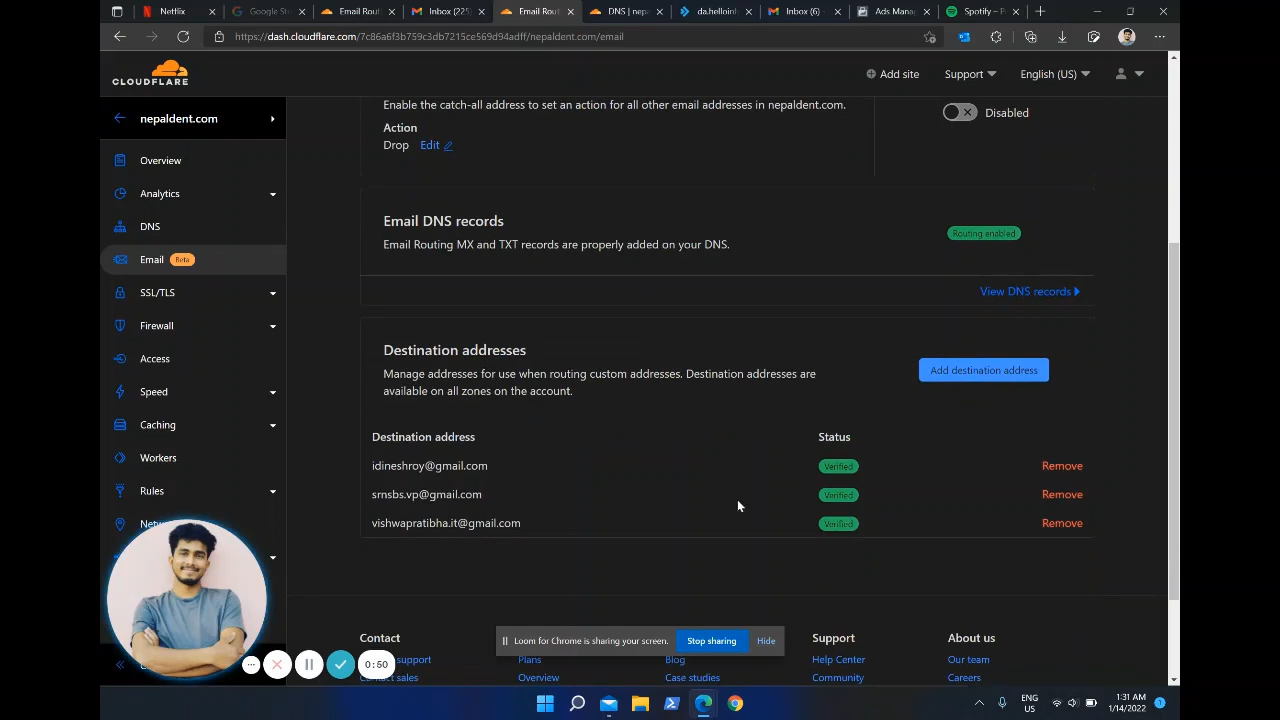 Netflix
Google Se
Email Routi
Inbox (225)
Email Rout
DNS | nepa
da.helloinf
Inbox (6)
Ads Mana
Spotify – P
https://dash.cloudflare.com/7c86a6f3b759c3db7215ce569d94adff/nepaldent.com/email
CLOUDFLARE
Add site
Support
English (US)
nepaldent.com
Overview
Analytics
DNS
Email Beta
SSL/TLS
Firewall
Access
Speed
Caching
Workers
Rules
Enable the catch-all address to set an action for all other email addresses in nepaldent.com.
Disabled
Action
Drop Edit
Email DNS records
Email Routing MX and TXT records are properly added on your DNS.
Routing enabled
View DNS records
Destination addresses
Manage addresses for use when routing custom addresses. Destination addresses are
available on all zones on the account.
Add destination address
Destination address Status
idineshroy@gmail.com Verified Remove
srnsbs.vp@gmail.com Verified Remove
vishwapratibha.it@gmail.com Verified Remove
Contact
Support
About us
support
Plans
Blog
Help Center
Our team
Contact sales
Overview
Case studies
Community
Careers
Loom for Chrome is sharing your screen.
Stop sharing
Hide
0:50
ENG
US
1:31 AM
1/14/2022